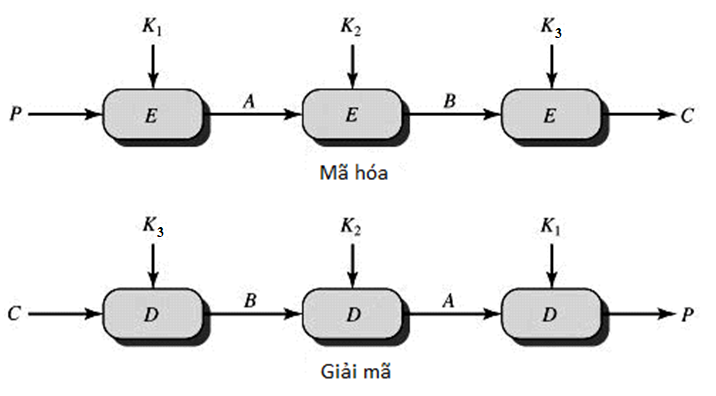 K₁ K₂ K₃
P E A E B E C
Mã hóa
K₃ K₂ K₁
C D B D A D P
Giải mã